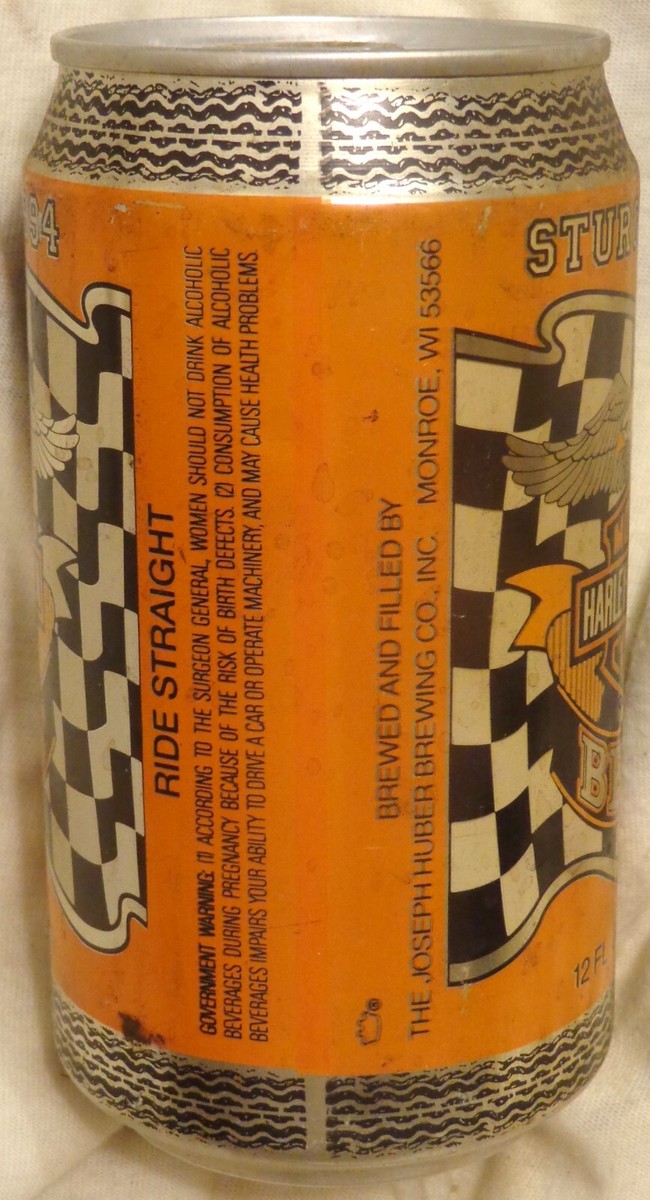 '94
RIDE STRAIGHT
GOVERNMENT WARNING: (1) ACCORDING TO THE SURGEON GENERAL, WOMEN SHOULD NOT DRINK ALCOHOLIC
BEVERAGES DURING PREGNANCY BECAUSE OF THE RISK OF BIRTH DEFECTS. (2) CONSUMPTION OF ALCOHOLIC
BEVERAGES IMPAIRS YOUR ABILITY TO DRIVE A CAR OR OPERATE MACHINERY, AND MAY CAUSE HEALTH PROBLEMS.
BREWED AND FILLED BY
THE JOSEPH HUBER BREWING CO., INC. MONROE, WI 53566
STUR
HARLE
B
12 FL